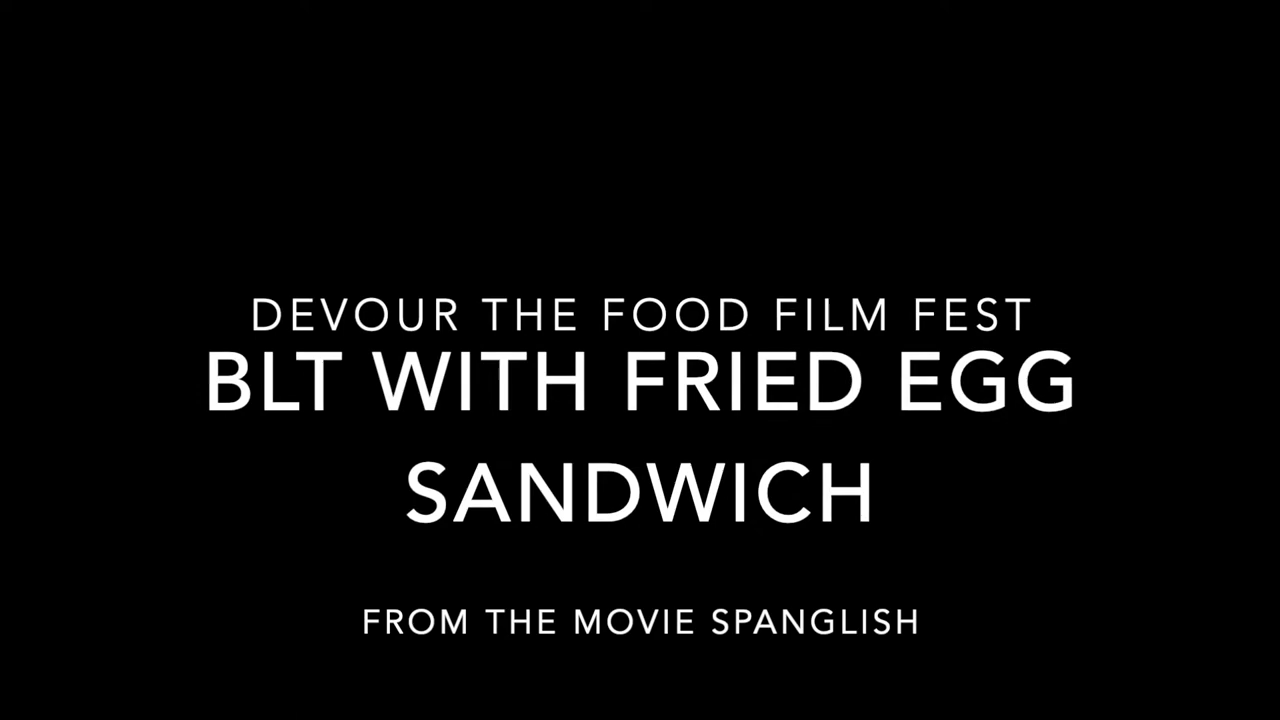 DEVOUR THE FOOD FILM FEST
BLT WITH FRIED EGG
SANDWICH
FROM THE MOVIE SPANGLISH